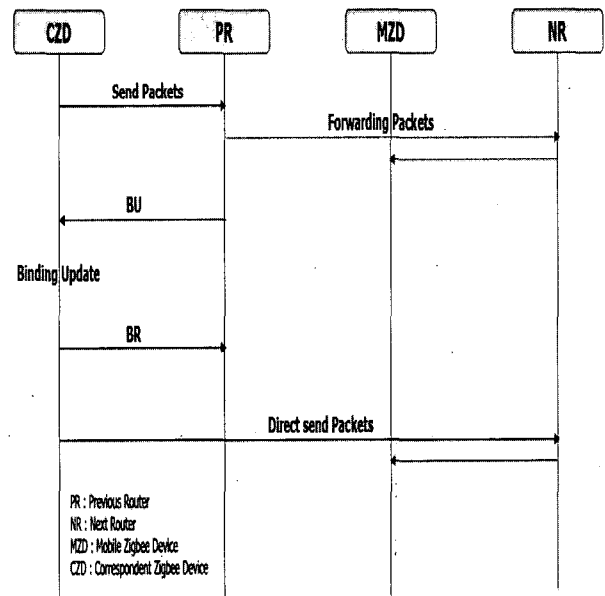 CZD PR MZD NR
Send Packets
Forwarding Packets
BU
Binding Update
BR
Direct send Packets
PR : Previous Router
NR : Next Router
MZD : Mobile Zigbee Device
CZD : Correspondent Zigbee Device